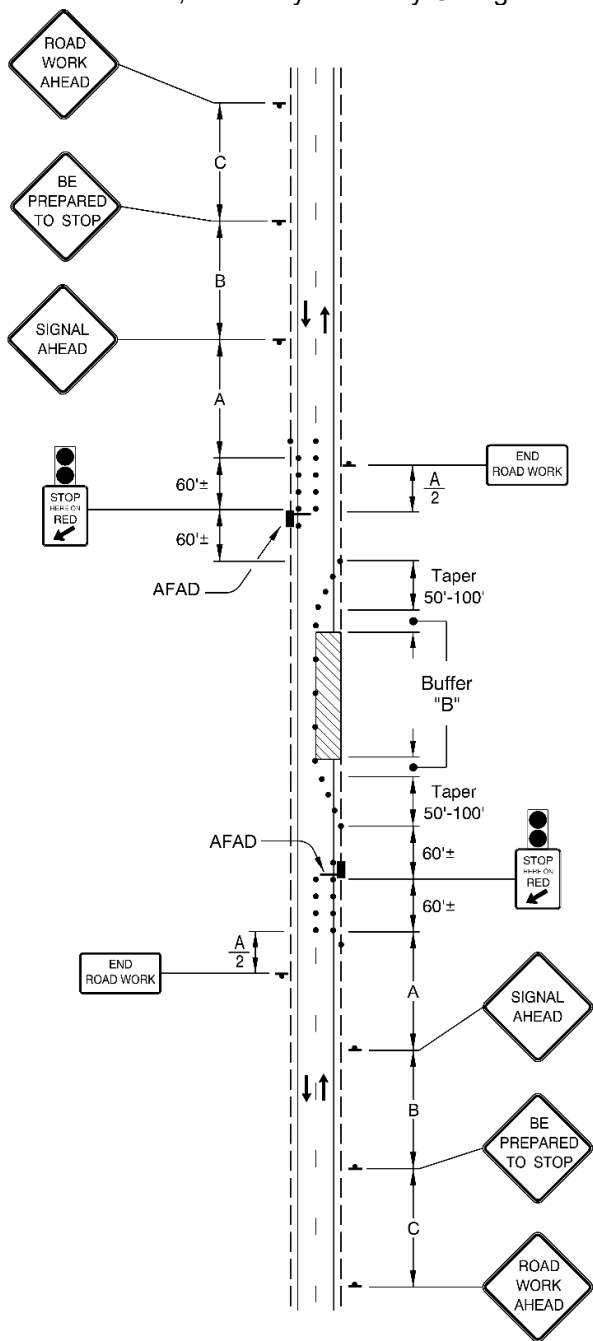 ROAD
WORK
AHEAD
C
BE
PREPARED
TO STOP
B
SIGNAL
AHEAD
A
END
ROAD WORK
A
2
60'±
STOP
HERE ON
RED
60'±
AFAD
Taper
50'-100'
Buffer
"B"
Taper
50'-100'
AFAD
60'±
STOP
HERE ON
RED
60'±
A
2
END
ROAD WORK
A
SIGNAL
AHEAD
B
BE
PREPARED
TO STOP
C
ROAD
WORK
AHEAD